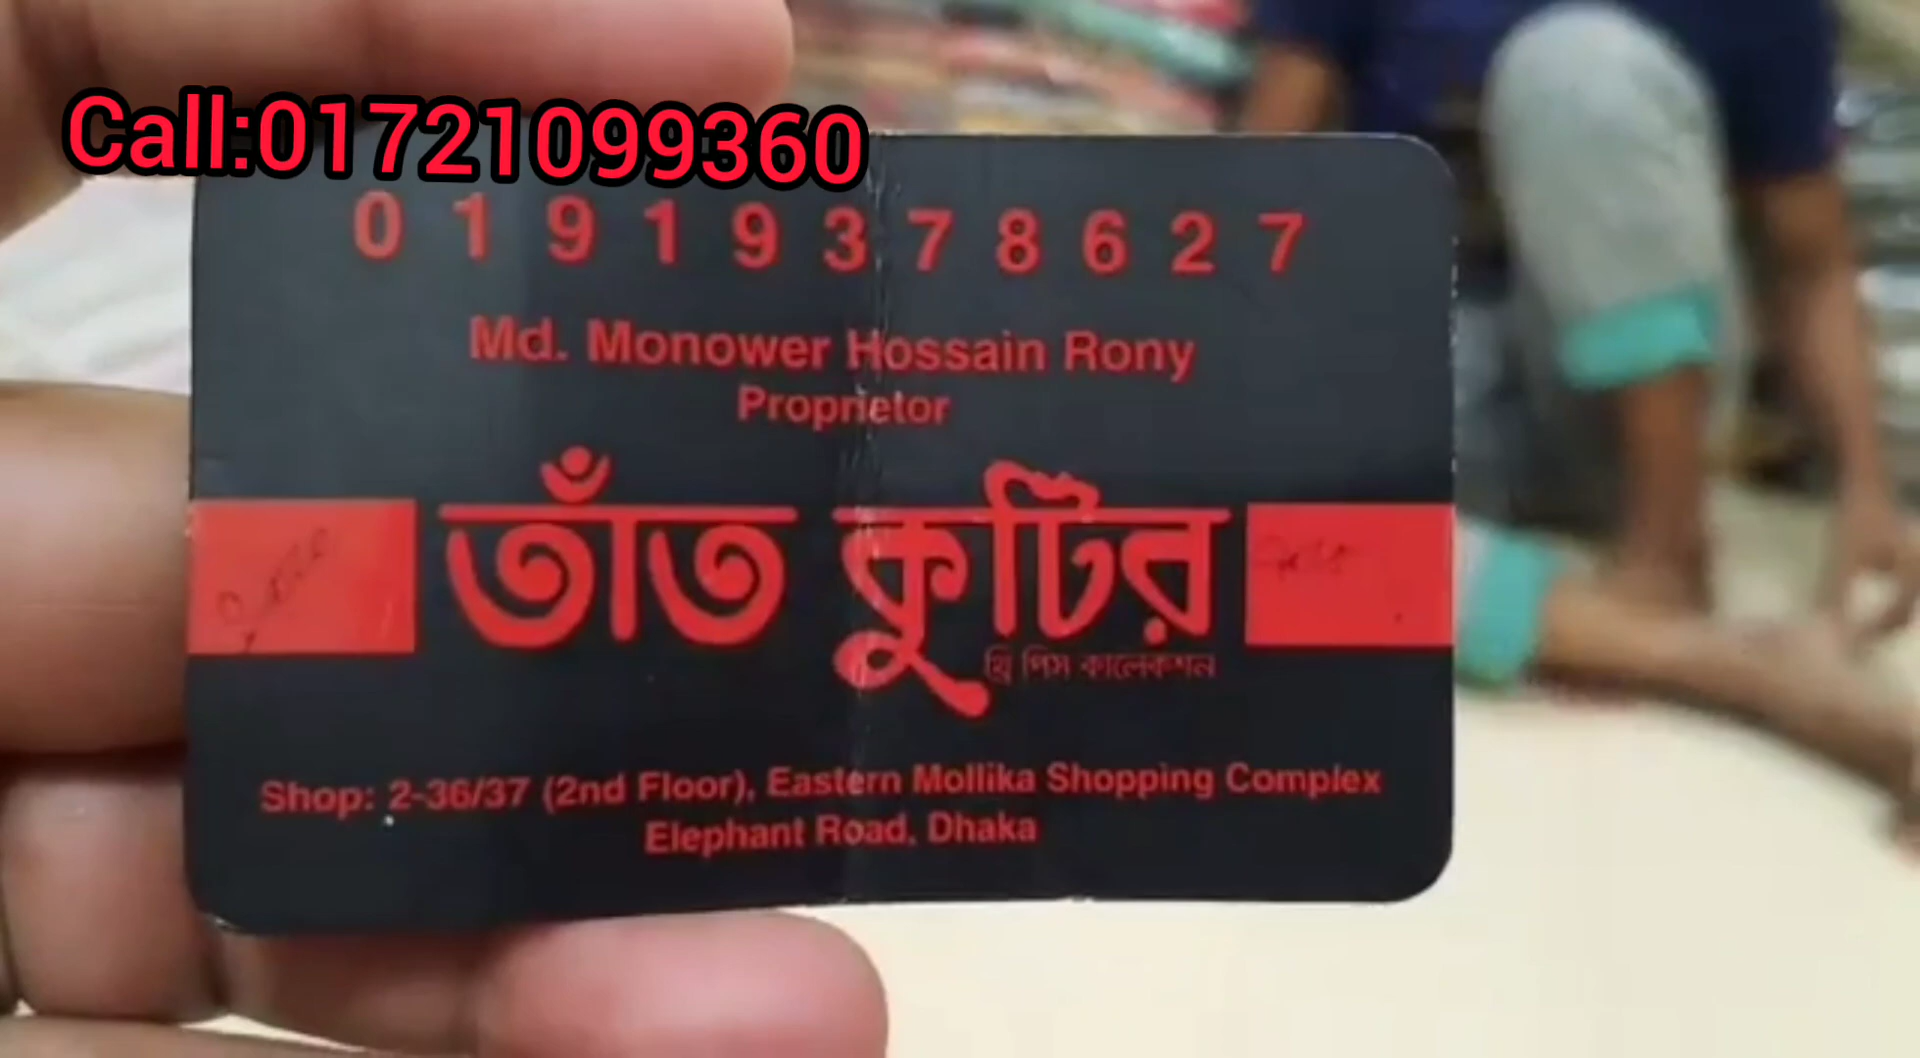 Call:01721099360
01919378627
Md. Monower Hossain Rony
Proprietor
তাঁত কুটির
থ্রি পিস কালেকশন
Shop: 2-36/37 (2nd Floor), Eastern Mollika Shopping Complex
Elephant Road, Dhaka